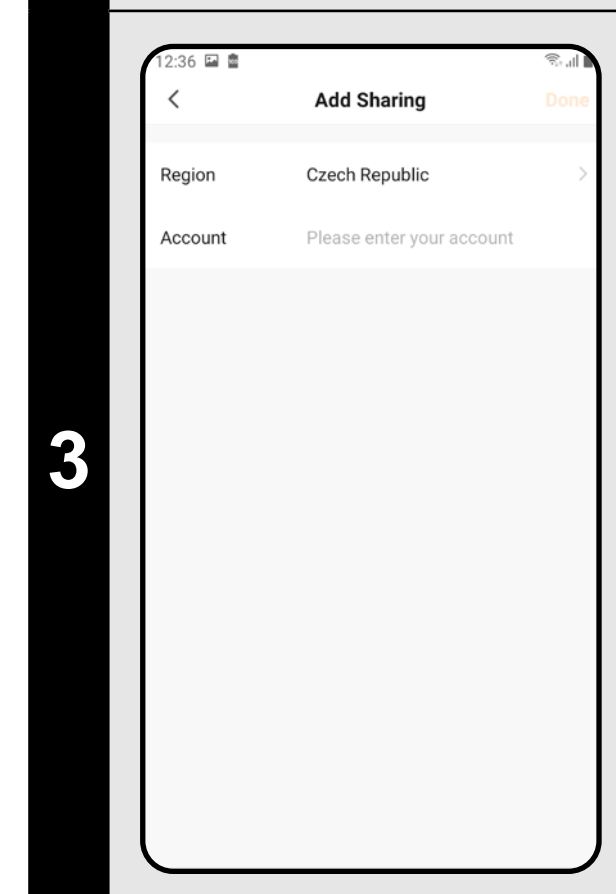 12:36
Add Sharing Done
Region Czech Republic
Account Please enter your account
3